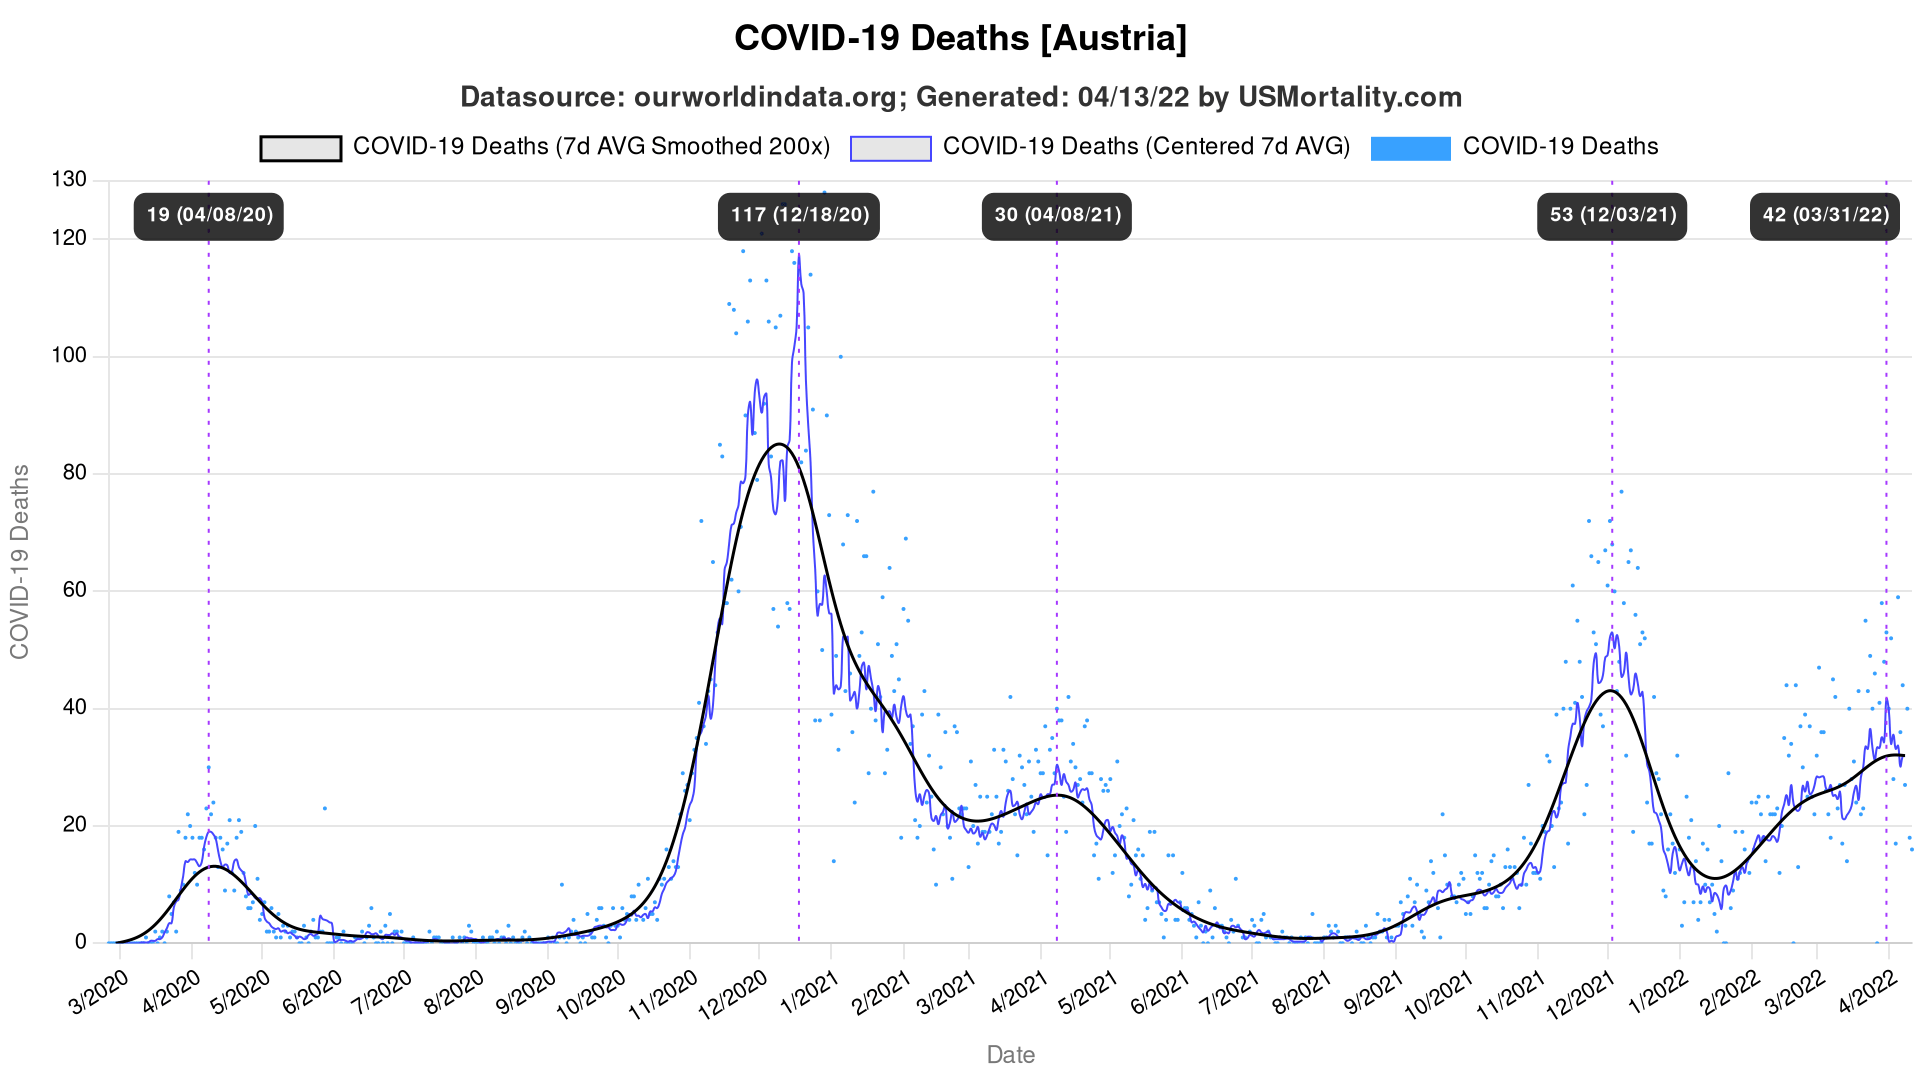 COVID-19 Deaths [Austria]
Datasource: ourworldindata.org; Generated: 04/13/22 by USMortality.com
COVID-19 Deaths (7d AVG Smoothed 200x) COVID-19 Deaths (Centered 7d AVG) COVID-19 Deaths
130
19 (04/08/20) 117 (12/18/20) 30 (04/08/21) 53 (12/03/21) 42 (03/31/22)
120
100
80
60
40
20
0
COVID-19 Deaths
3/2020 4/2020 5/2020 6/2020 7/2020 8/2020 9/2020 10/2020 11/2020 12/2020 1/2021 2/2021 3/2021 4/2021 5/2021 6/2021 7/2021 8/2021 9/2021 10/2021 11/2021 12/2021 1/2022 2/2022 3/2022 4/2022
Date